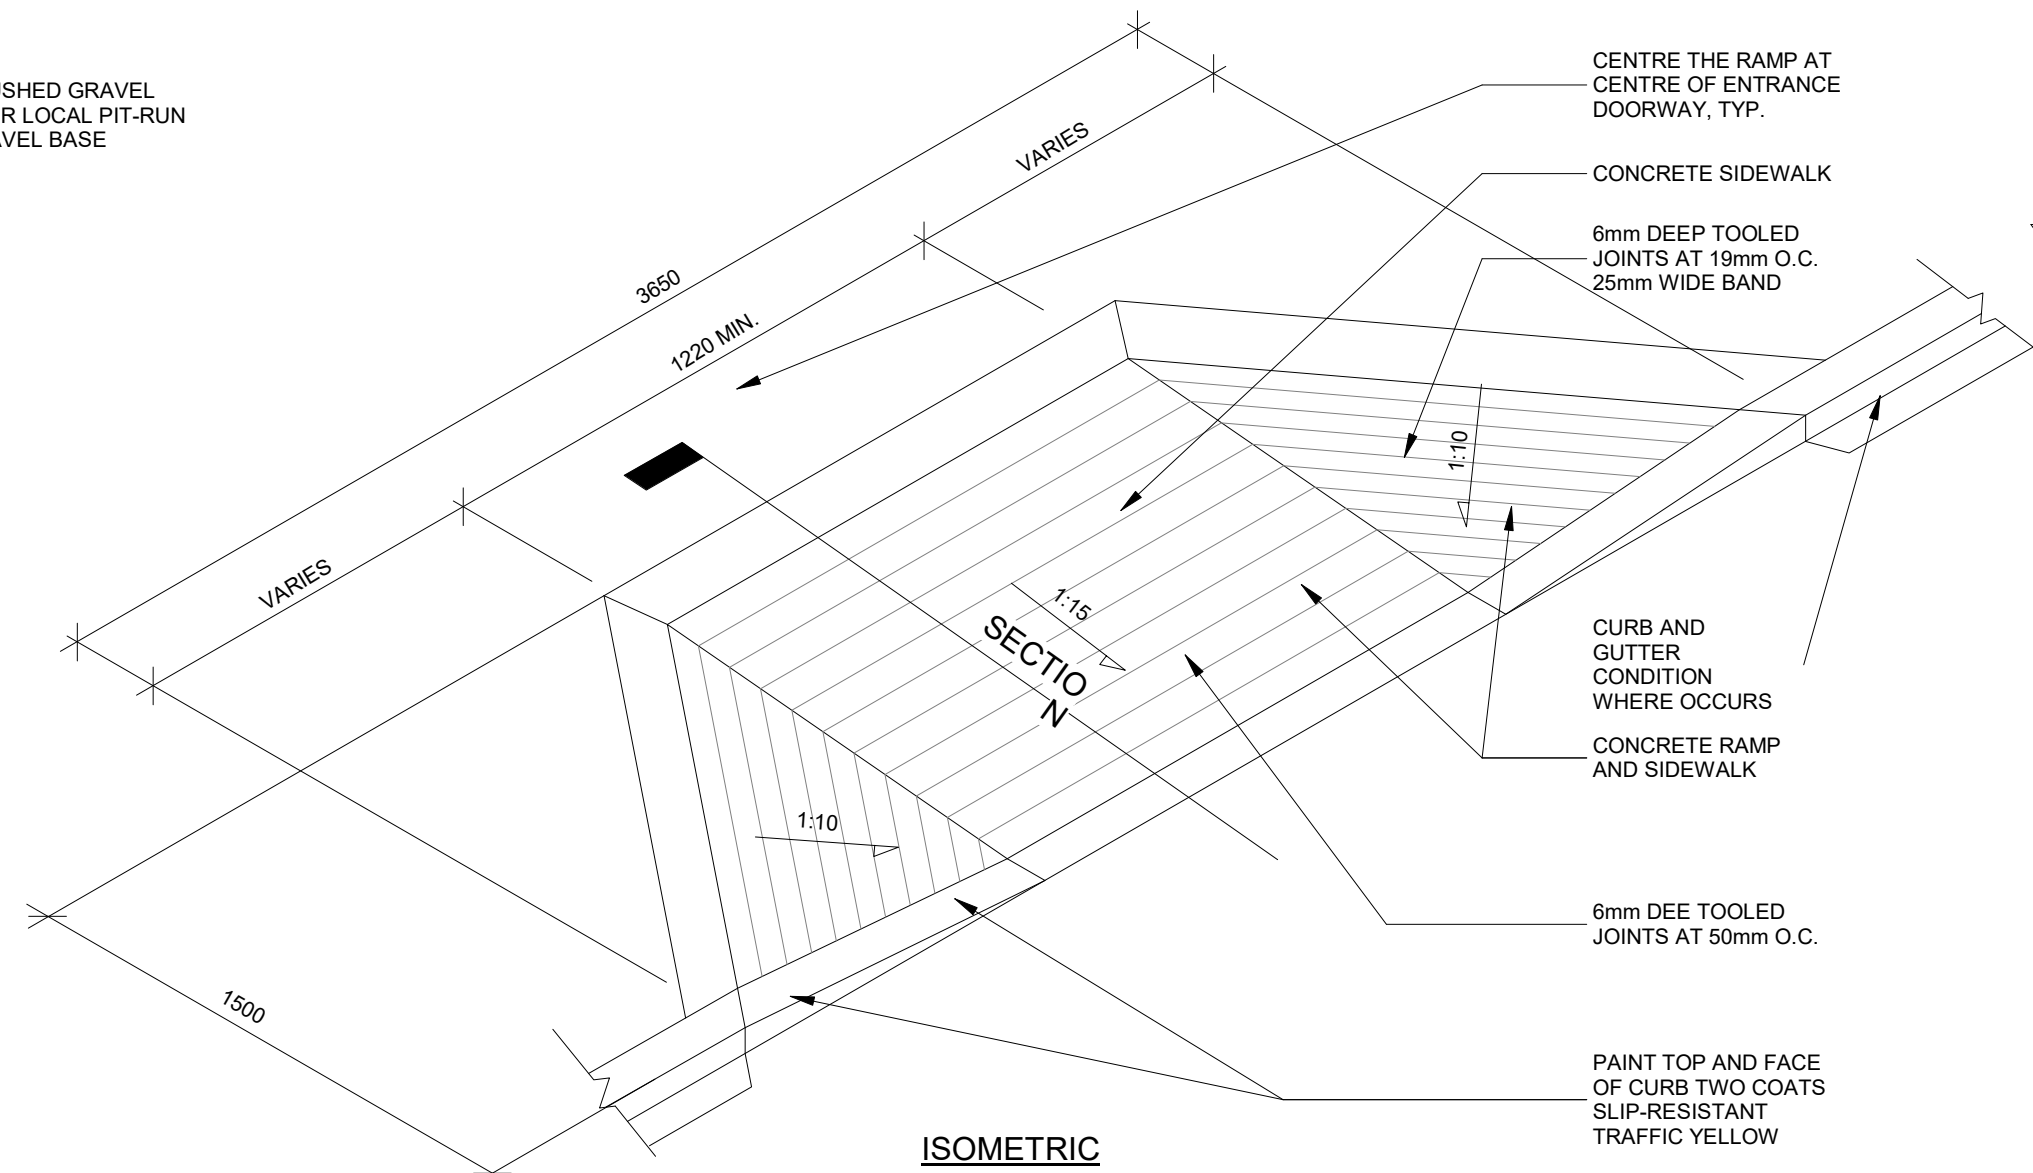 USHED GRAVEL
R LOCAL PIT-RUN
AVEL BASE
3650
VARIES
1220 MIN.
VARIES
1500
CENTRE THE RAMP AT
CENTRE OF ENTRANCE
DOORWAY, TYP.
CONCRETE SIDEWALK
6mm DEEP TOOLED
JOINTS AT 19mm O.C.
25mm WIDE BAND
1:10
1:15
SECTIO
N
1:10
CURB AND
GUTTER
CONDITION
WHERE OCCURS
CONCRETE RAMP
AND SIDEWALK
6mm DEE TOOLED
JOINTS AT 50mm O.C.
PAINT TOP AND FACE
OF CURB TWO COATS
SLIP-RESISTANT
TRAFFIC YELLOW
ISOMETRIC